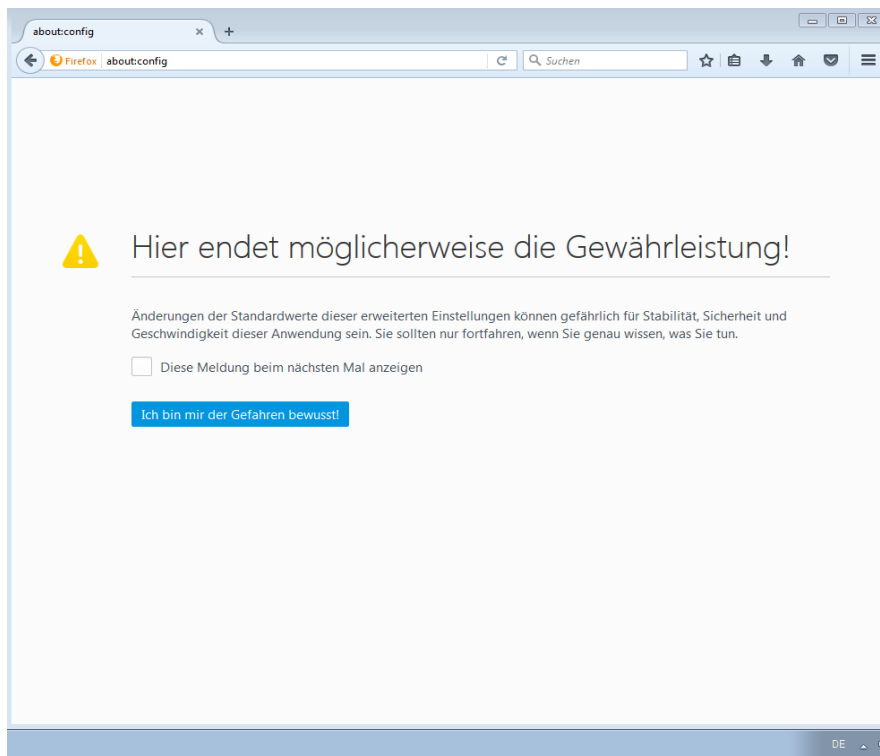 about:config
Firefox about:config Suchen
Hier endet möglicherweise die Gewährleistung!
Änderungen der Standardwerte dieser erweiterten Einstellungen können gefährlich für Stabilität, Sicherheit und
Geschwindigkeit dieser Anwendung sein. Sie sollten nur fortfahren, wenn Sie genau wissen, was Sie tun.
Diese Meldung beim nächsten Mal anzeigen
Ich bin mir der Gefahren bewusst!
DE